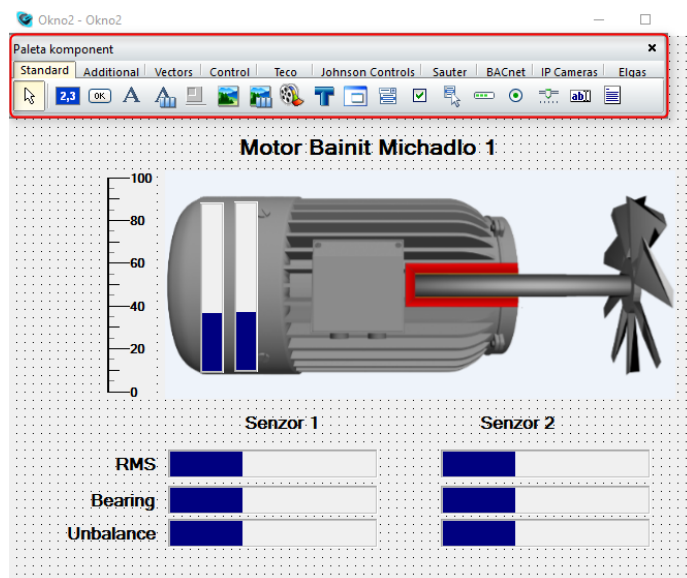 Okno2 - Okno2
Paleta komponent
Standard Additional Vectors Control Teco Johnson Controls Sauter BACnet IP Cameras Elgas
2,3 OK A A T ab
Motor Bainit Michadlo 1
100
80
60
40
20
0
Senzor 1 Senzor 2
RMS
Bearing
Unbalance